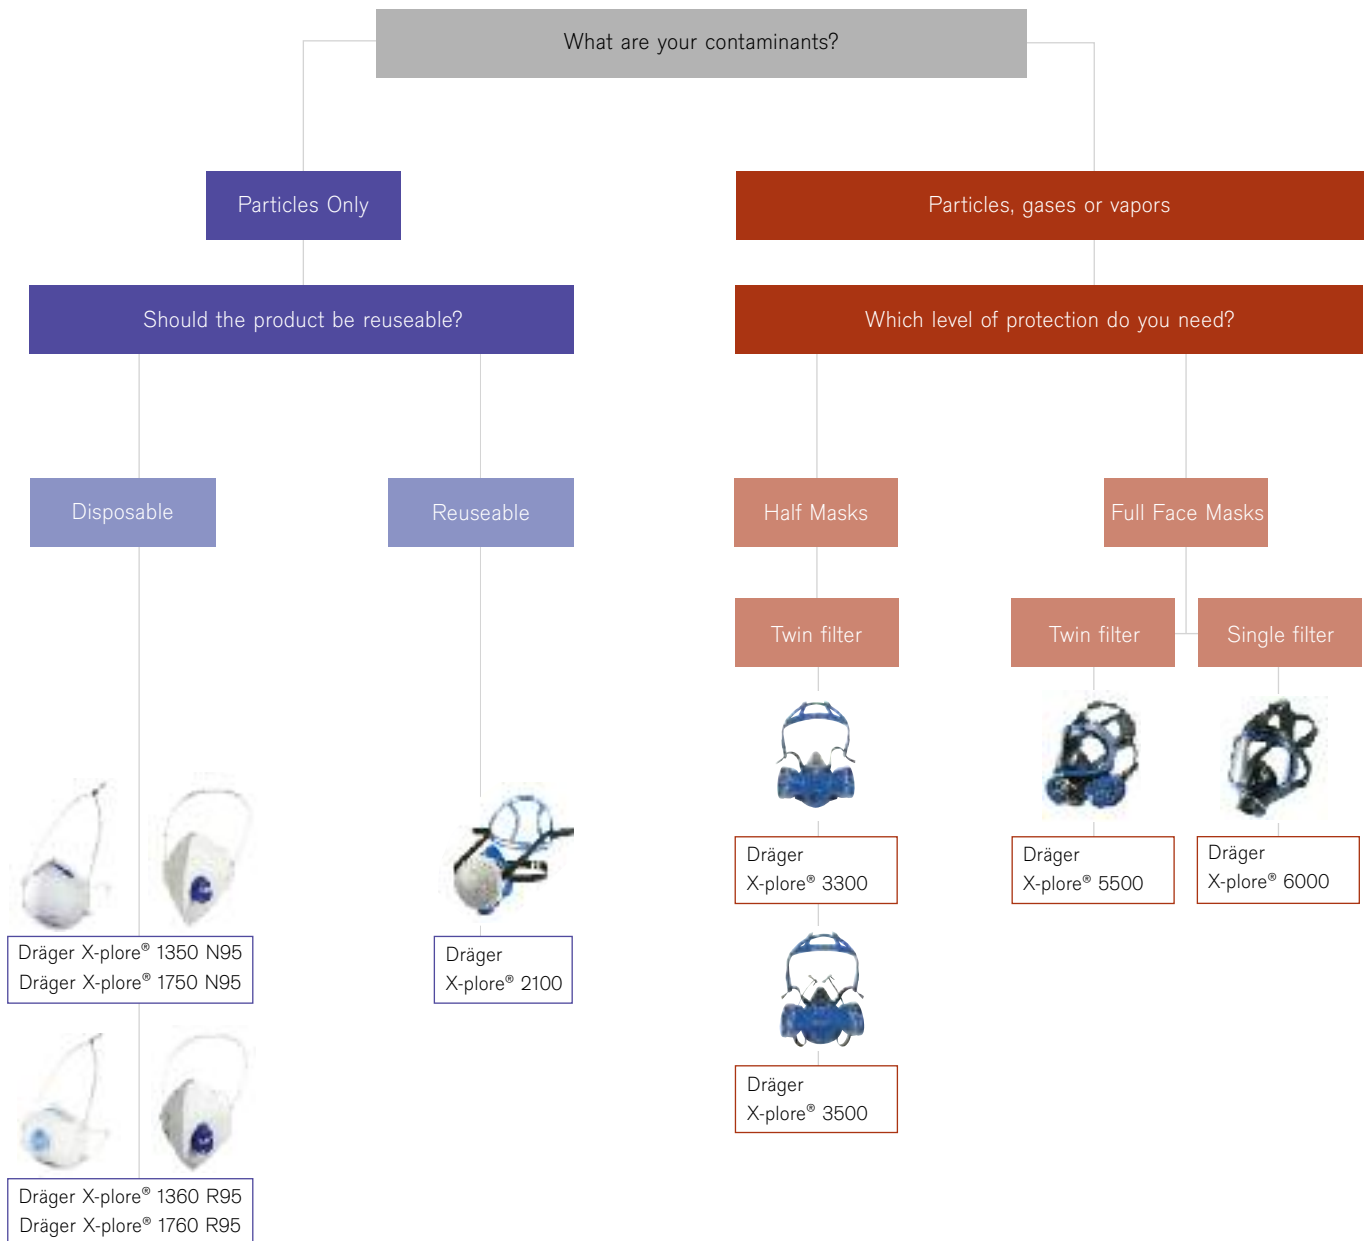 What are your contaminants?
Particles Only
Particles, gases or vapors
Should the product be reuseable?
Which level of protection do you need?
Disposable
Reuseable
Half Masks
Full Face Masks
Twin filter
Twin filter
Single filter
Dräger
X-plore® 3300
Dräger
X-plore® 5500
Dräger
X-plore® 6000
Dräger X-plore® 1350 N95
Dräger X-plore® 1750 N95
Dräger
X-plore® 2100
Dräger
X-plore® 3500
Dräger X-plore® 1360 R95
Dräger X-plore® 1760 R95